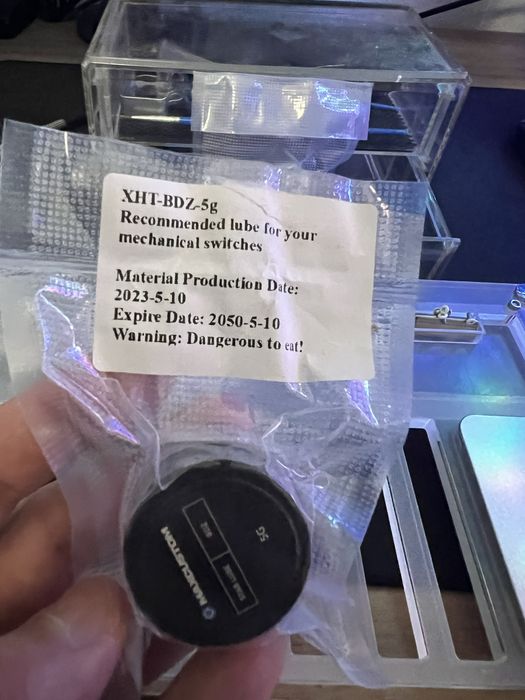 XHT-BDZ-5g
Recommended lube for your
mechanical switches
Material Production Date:
2023-5-10
Expire Date: 2050-5-10
Warning: Dangerous to eat!
5G